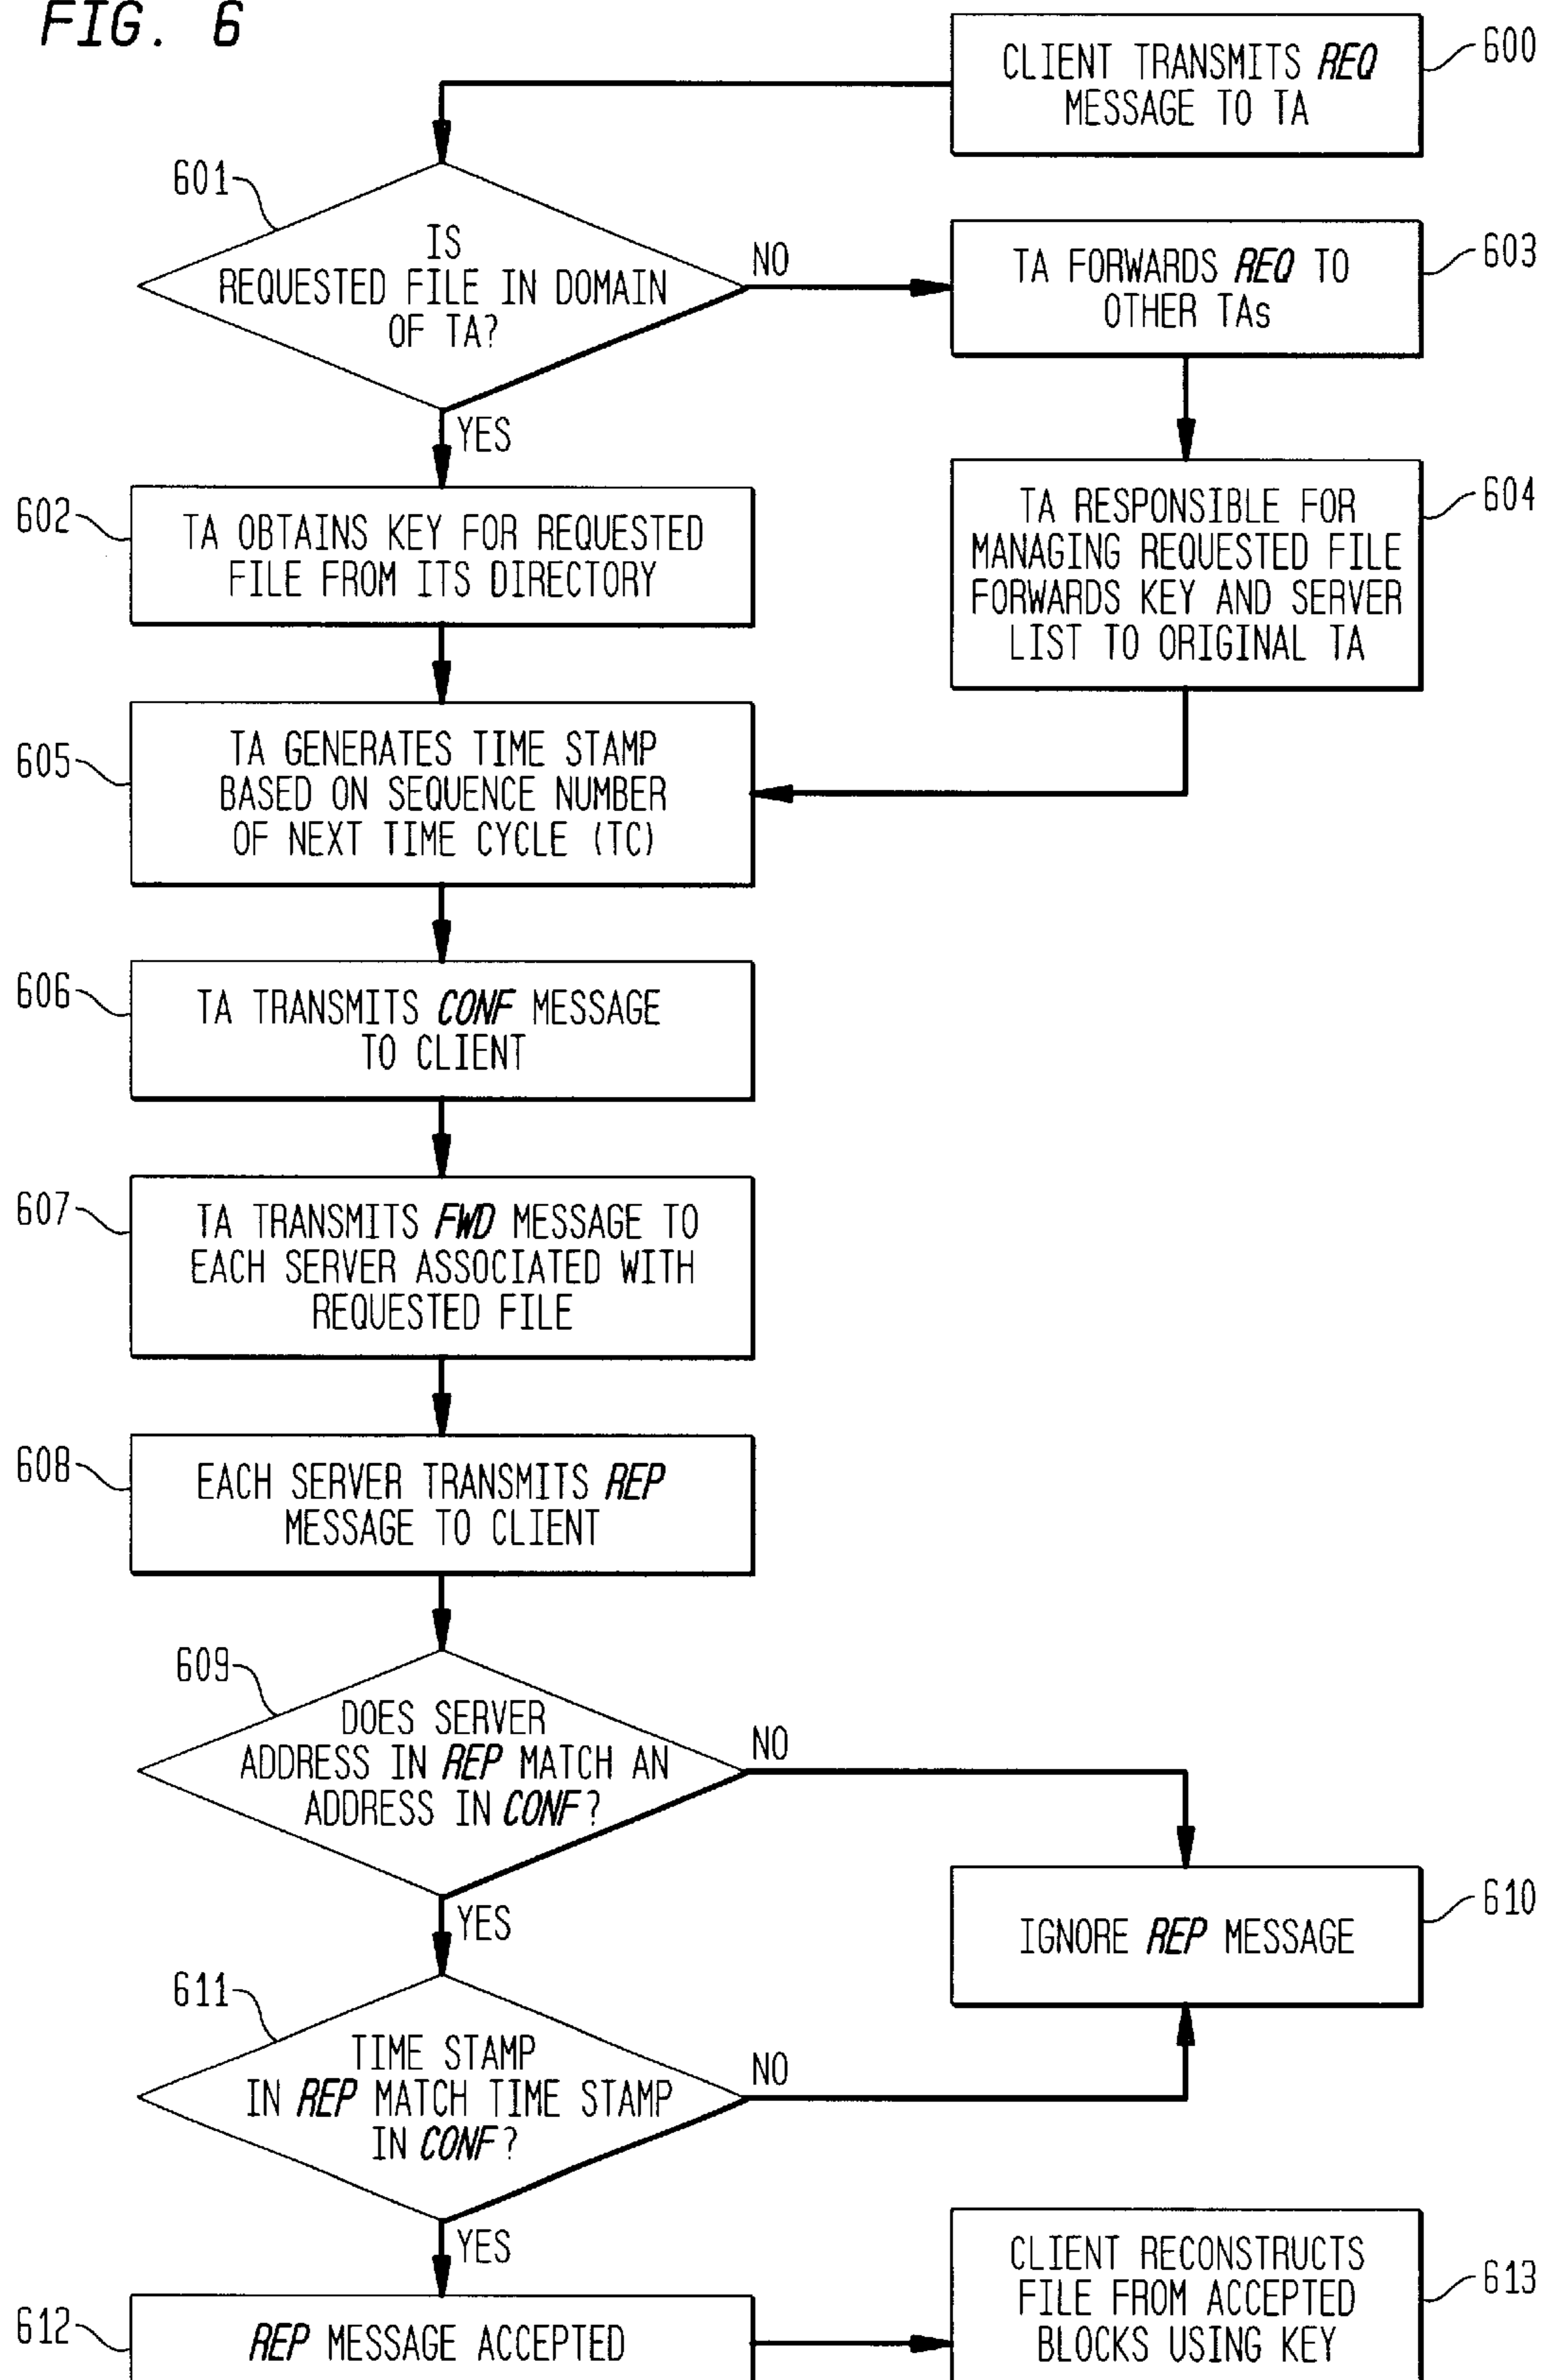 FIG. 6
CLIENT TRANSMITS REQ
MESSAGE TO TA
600
601
IS
REQUESTED FILE IN DOMAIN
OF TA?
NO
YES
TA FORWARDS REQ TO
OTHER TAs
603
602
TA OBTAINS KEY FOR REQUESTED
FILE FROM ITS DIRECTORY
TA RESPONSIBLE FOR
MANAGING REQUESTED FILE
FORWARDS KEY AND SERVER
LIST TO ORIGINAL TA
604
605
TA GENERATES TIME STAMP
BASED ON SEQUENCE NUMBER
OF NEXT TIME CYCLE (TC)
606
TA TRANSMITS CONF MESSAGE
TO CLIENT
607
TA TRANSMITS FWD MESSAGE TO
EACH SERVER ASSOCIATED WITH
REQUESTED FILE
608
EACH SERVER TRANSMITS REP
MESSAGE TO CLIENT
609
DOES SERVER
ADDRESS IN REP MATCH AN
ADDRESS IN CONF?
NO
YES
IGNORE REP MESSAGE
610
611
TIME STAMP
IN REP MATCH TIME STAMP
IN CONF?
NO
YES
612
REP MESSAGE ACCEPTED
CLIENT RECONSTRUCTS
FILE FROM ACCEPTED
BLOCKS USING KEY
613